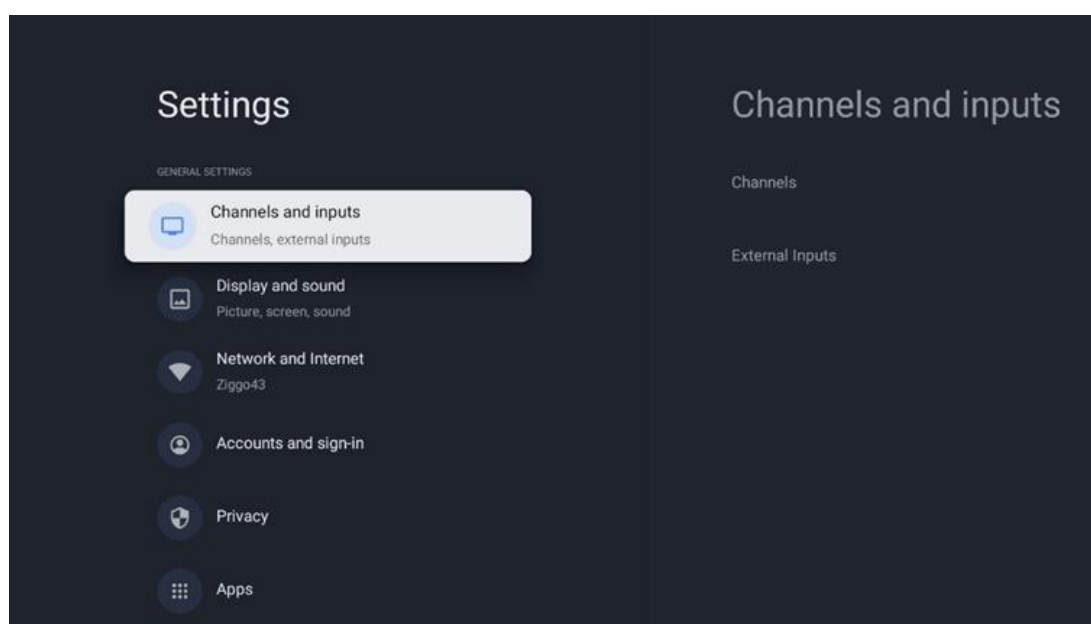 Settings
GENERAL SETTINGS
Channels and inputs
Channels, external inputs
Display and sound
Picture, screen, sound
Network and Internet
Ziggo43
Accounts and sign-in
Privacy
Apps
Channels and inputs
Channels
External Inputs